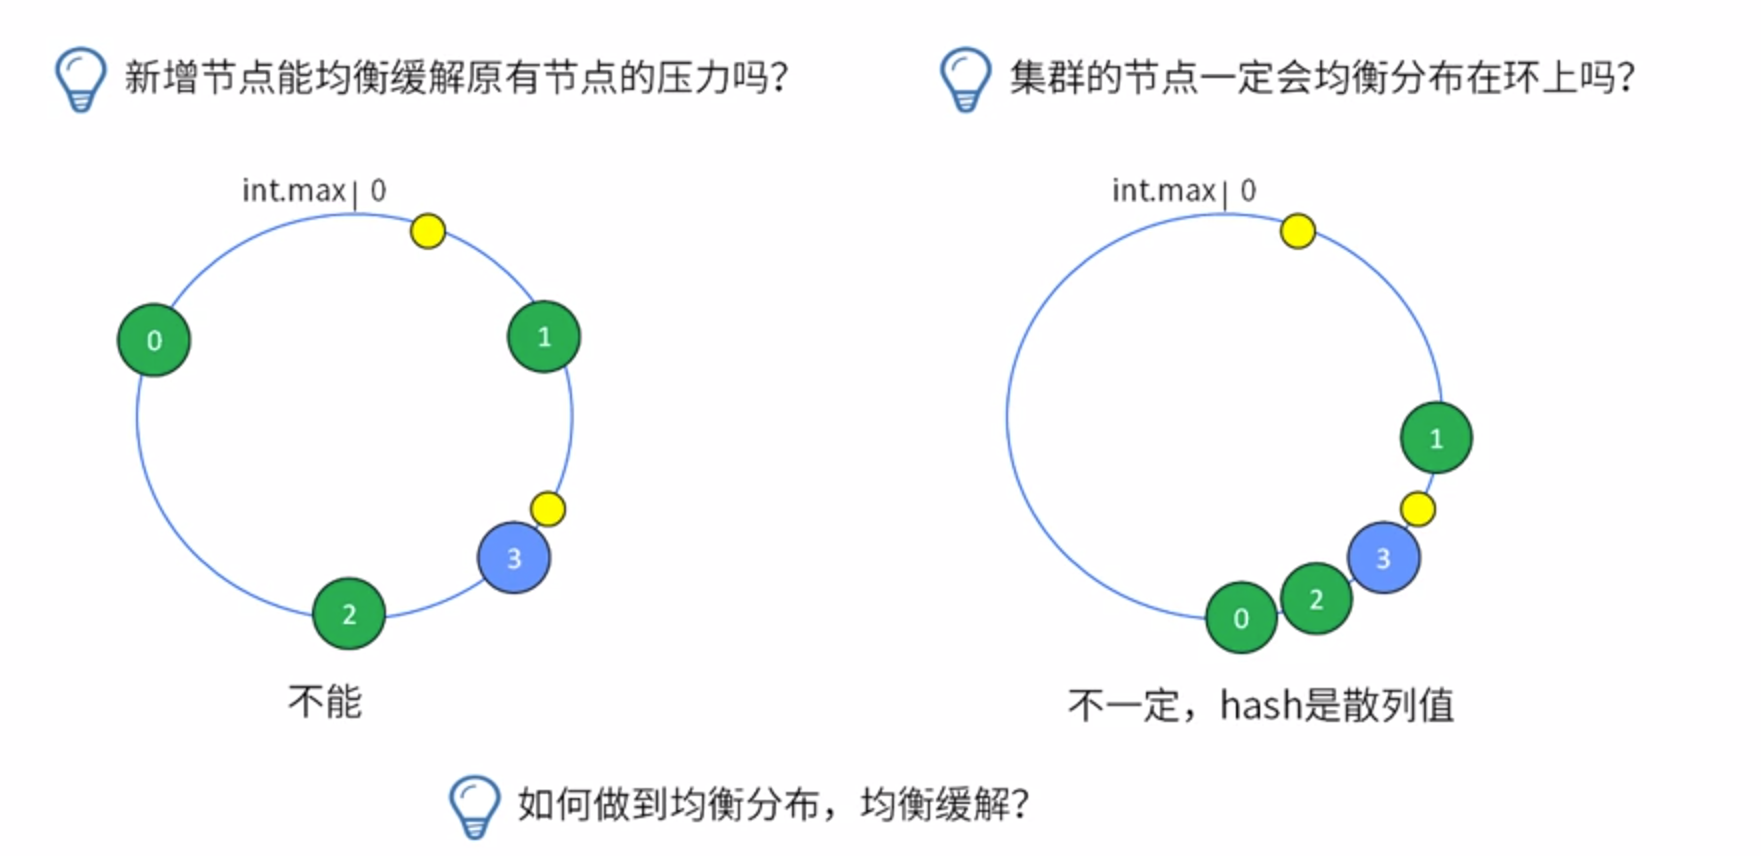 新增节点能均衡缓解原有节点的压力吗?
集群的节点一定会均衡分布在环上吗?
int.max| 0
0
1
3
2
不能
int.max| 0
1
3
2
0
不一定，hash是散列值
如何做到均衡分布，均衡缓解?